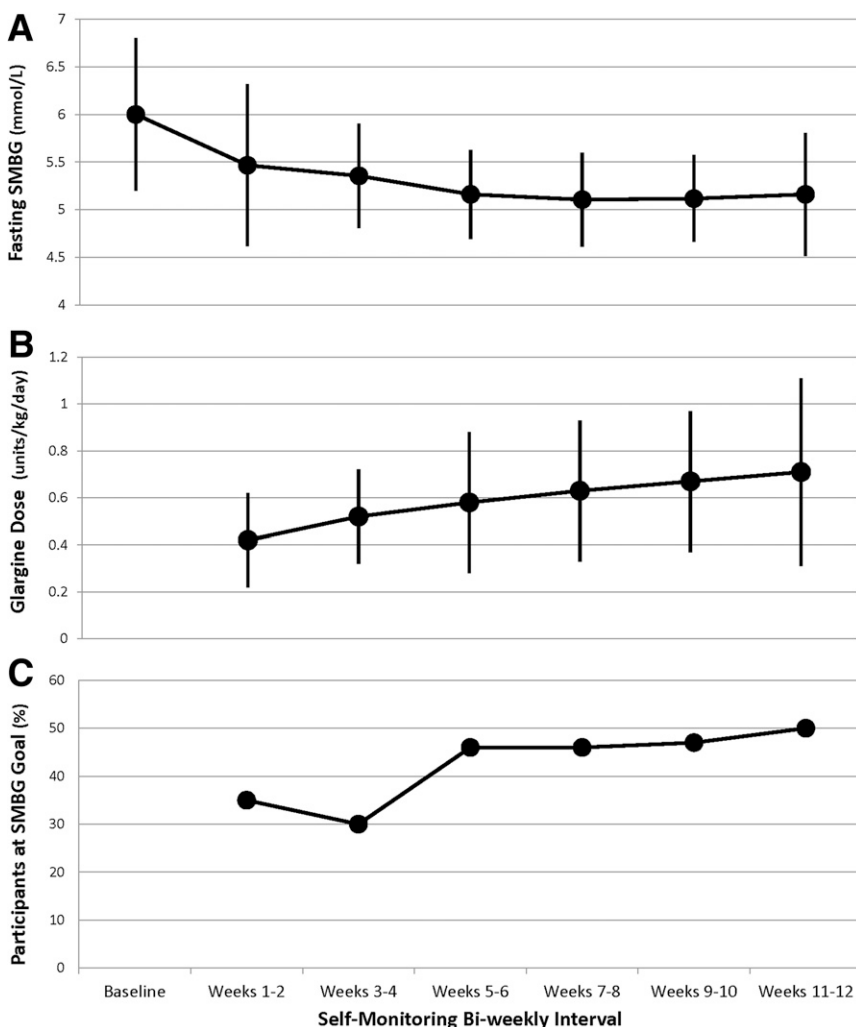 A
Fasting SMBG (mmol/L)
7
6.5
6
5.5
5
4.5
4
B
Glargine Dose (units/kg/day)
1.2
1
0.8
0.6
0.4
0.2
0
C
Participants at SMBG Goal (%)
60
50
40
30
20
10
0
Baseline Weeks 1-2 Weeks 3-4 Weeks 5-6 Weeks 7-8 Weeks 9-10 Weeks 11-12
Self-Monitoring Bi-weekly Interval